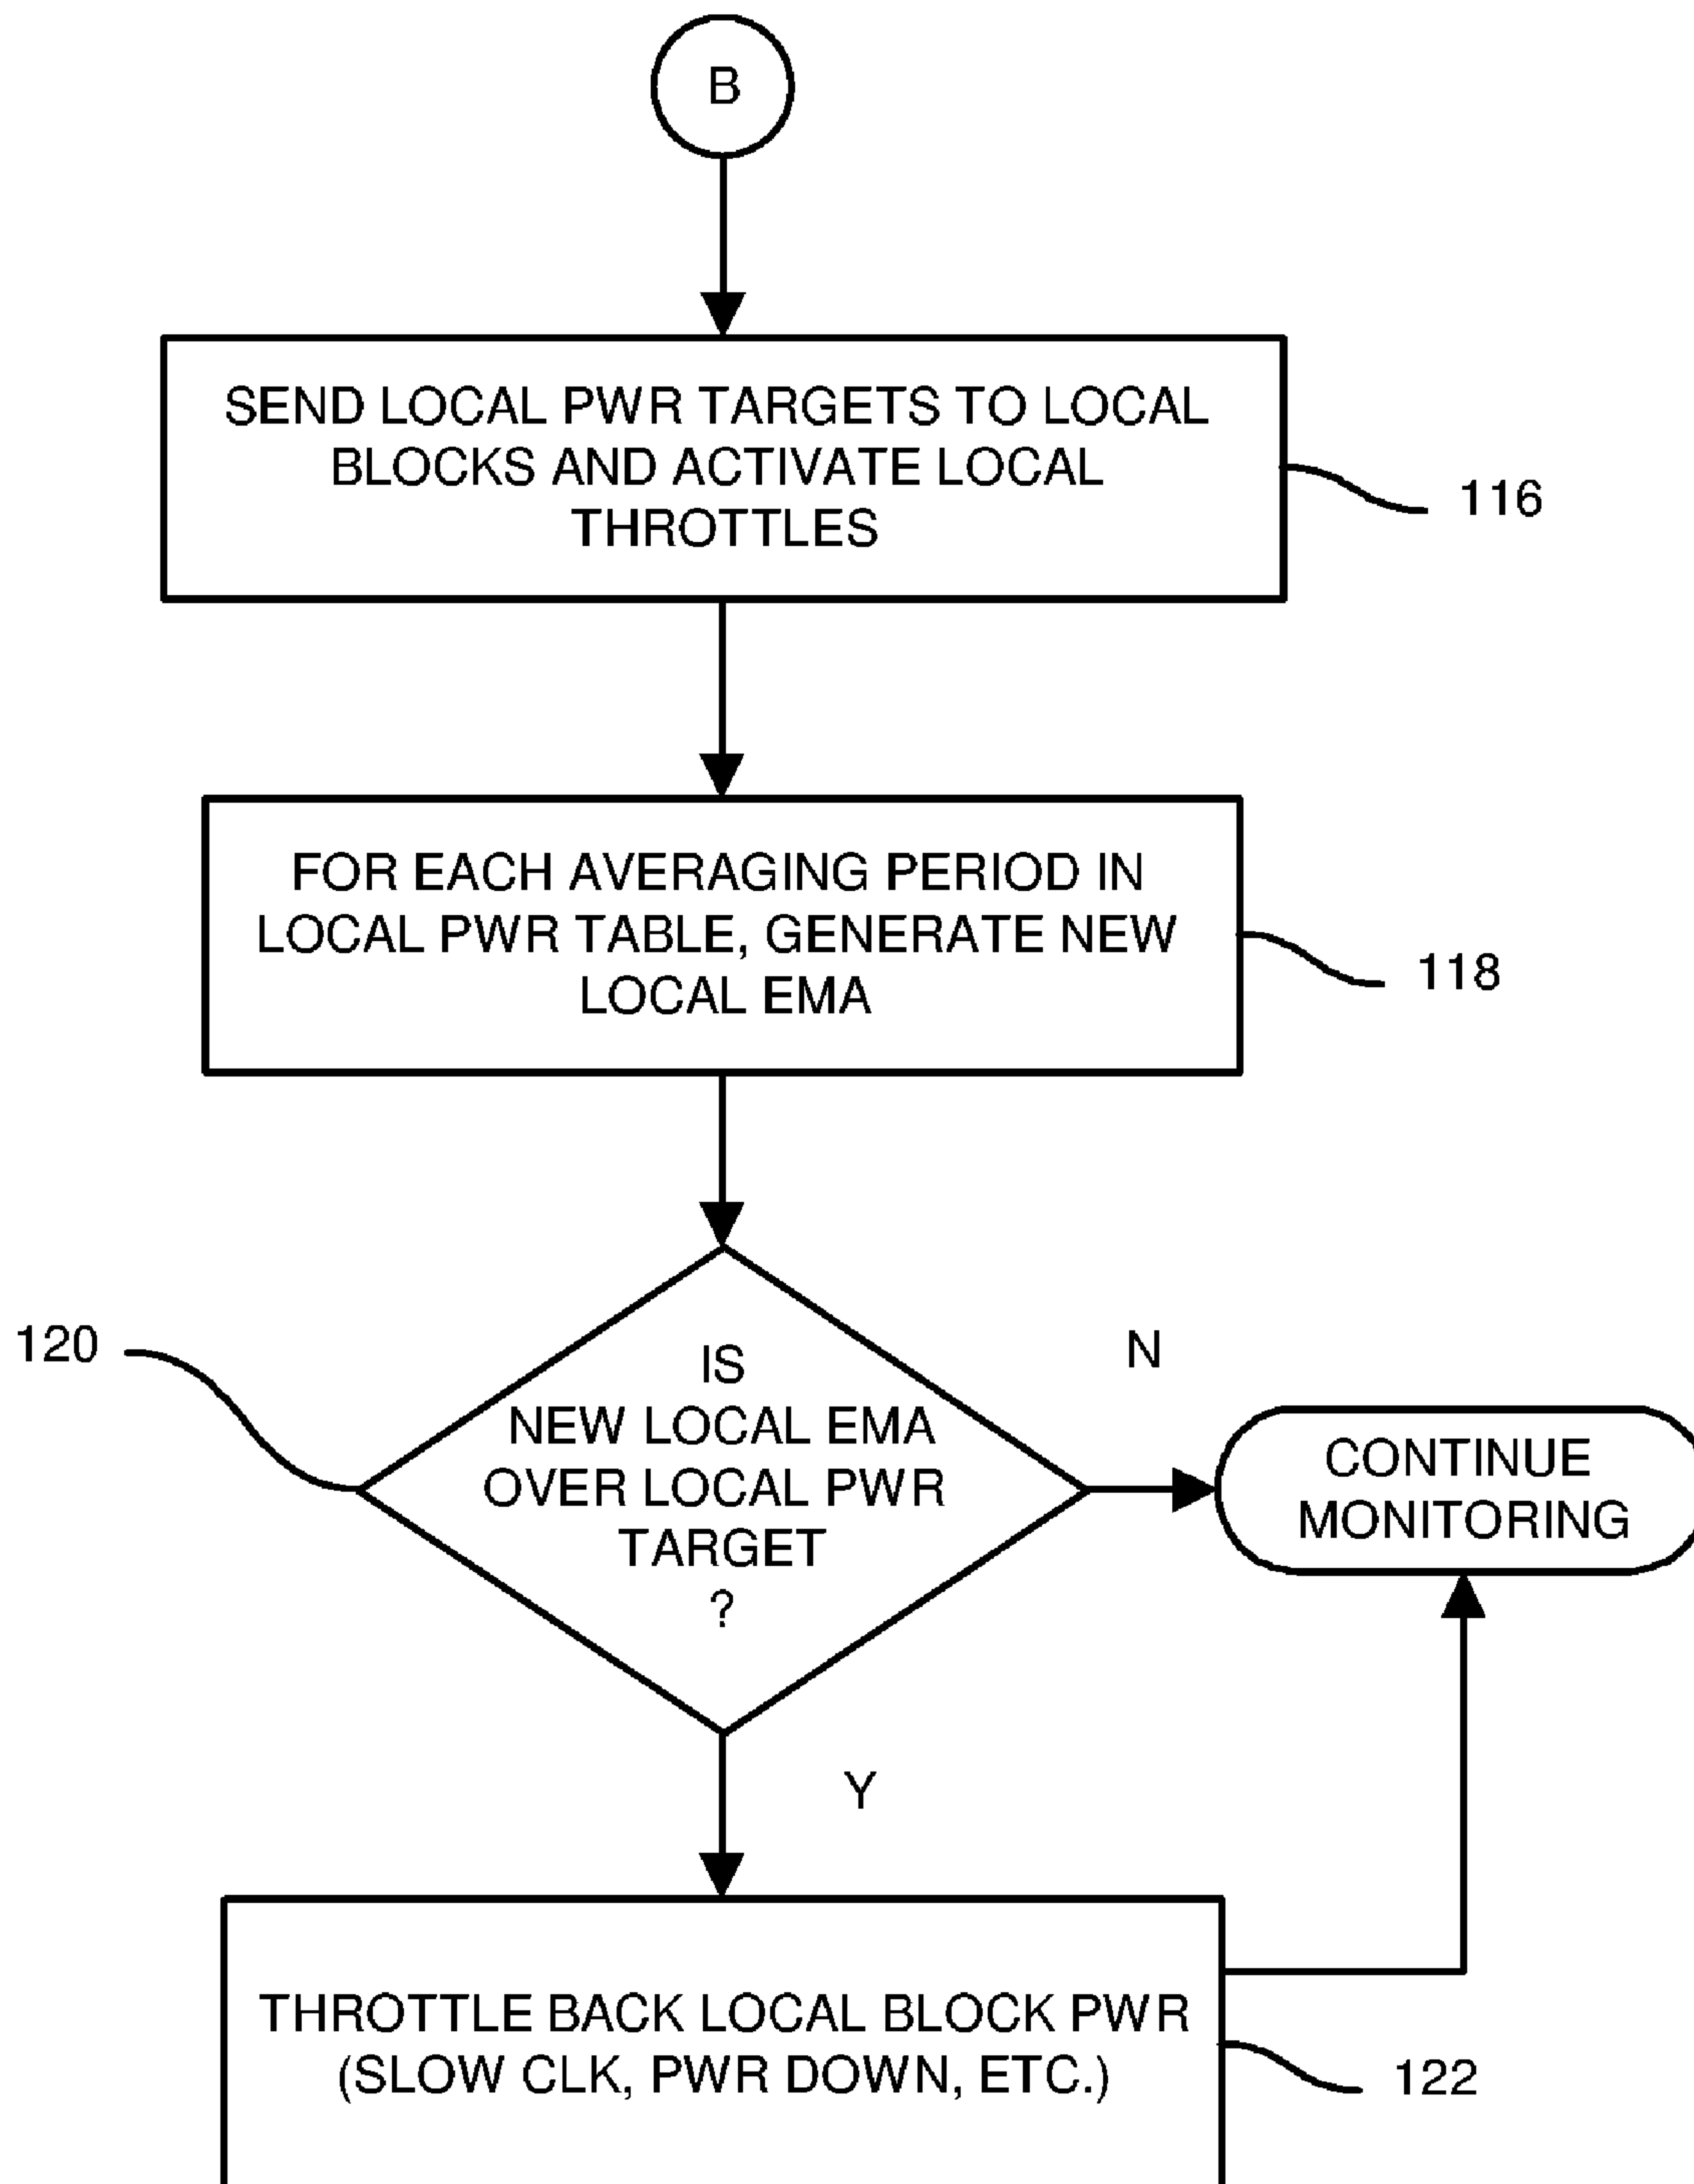 B
SEND LOCAL PWR TARGETS TO LOCAL
BLOCKS AND ACTIVATE LOCAL
THROTTLES
116
FOR EACH AVERAGING PERIOD IN
LOCAL PWR TABLE, GENERATE NEW
LOCAL EMA
118
120
IS
NEW LOCAL EMA
OVER LOCAL PWR
TARGET
?
N
CONTINUE
MONITORING
Y
THROTTLE BACK LOCAL BLOCK PWR
(SLOW CLK, PWR DOWN, ETC.)
122